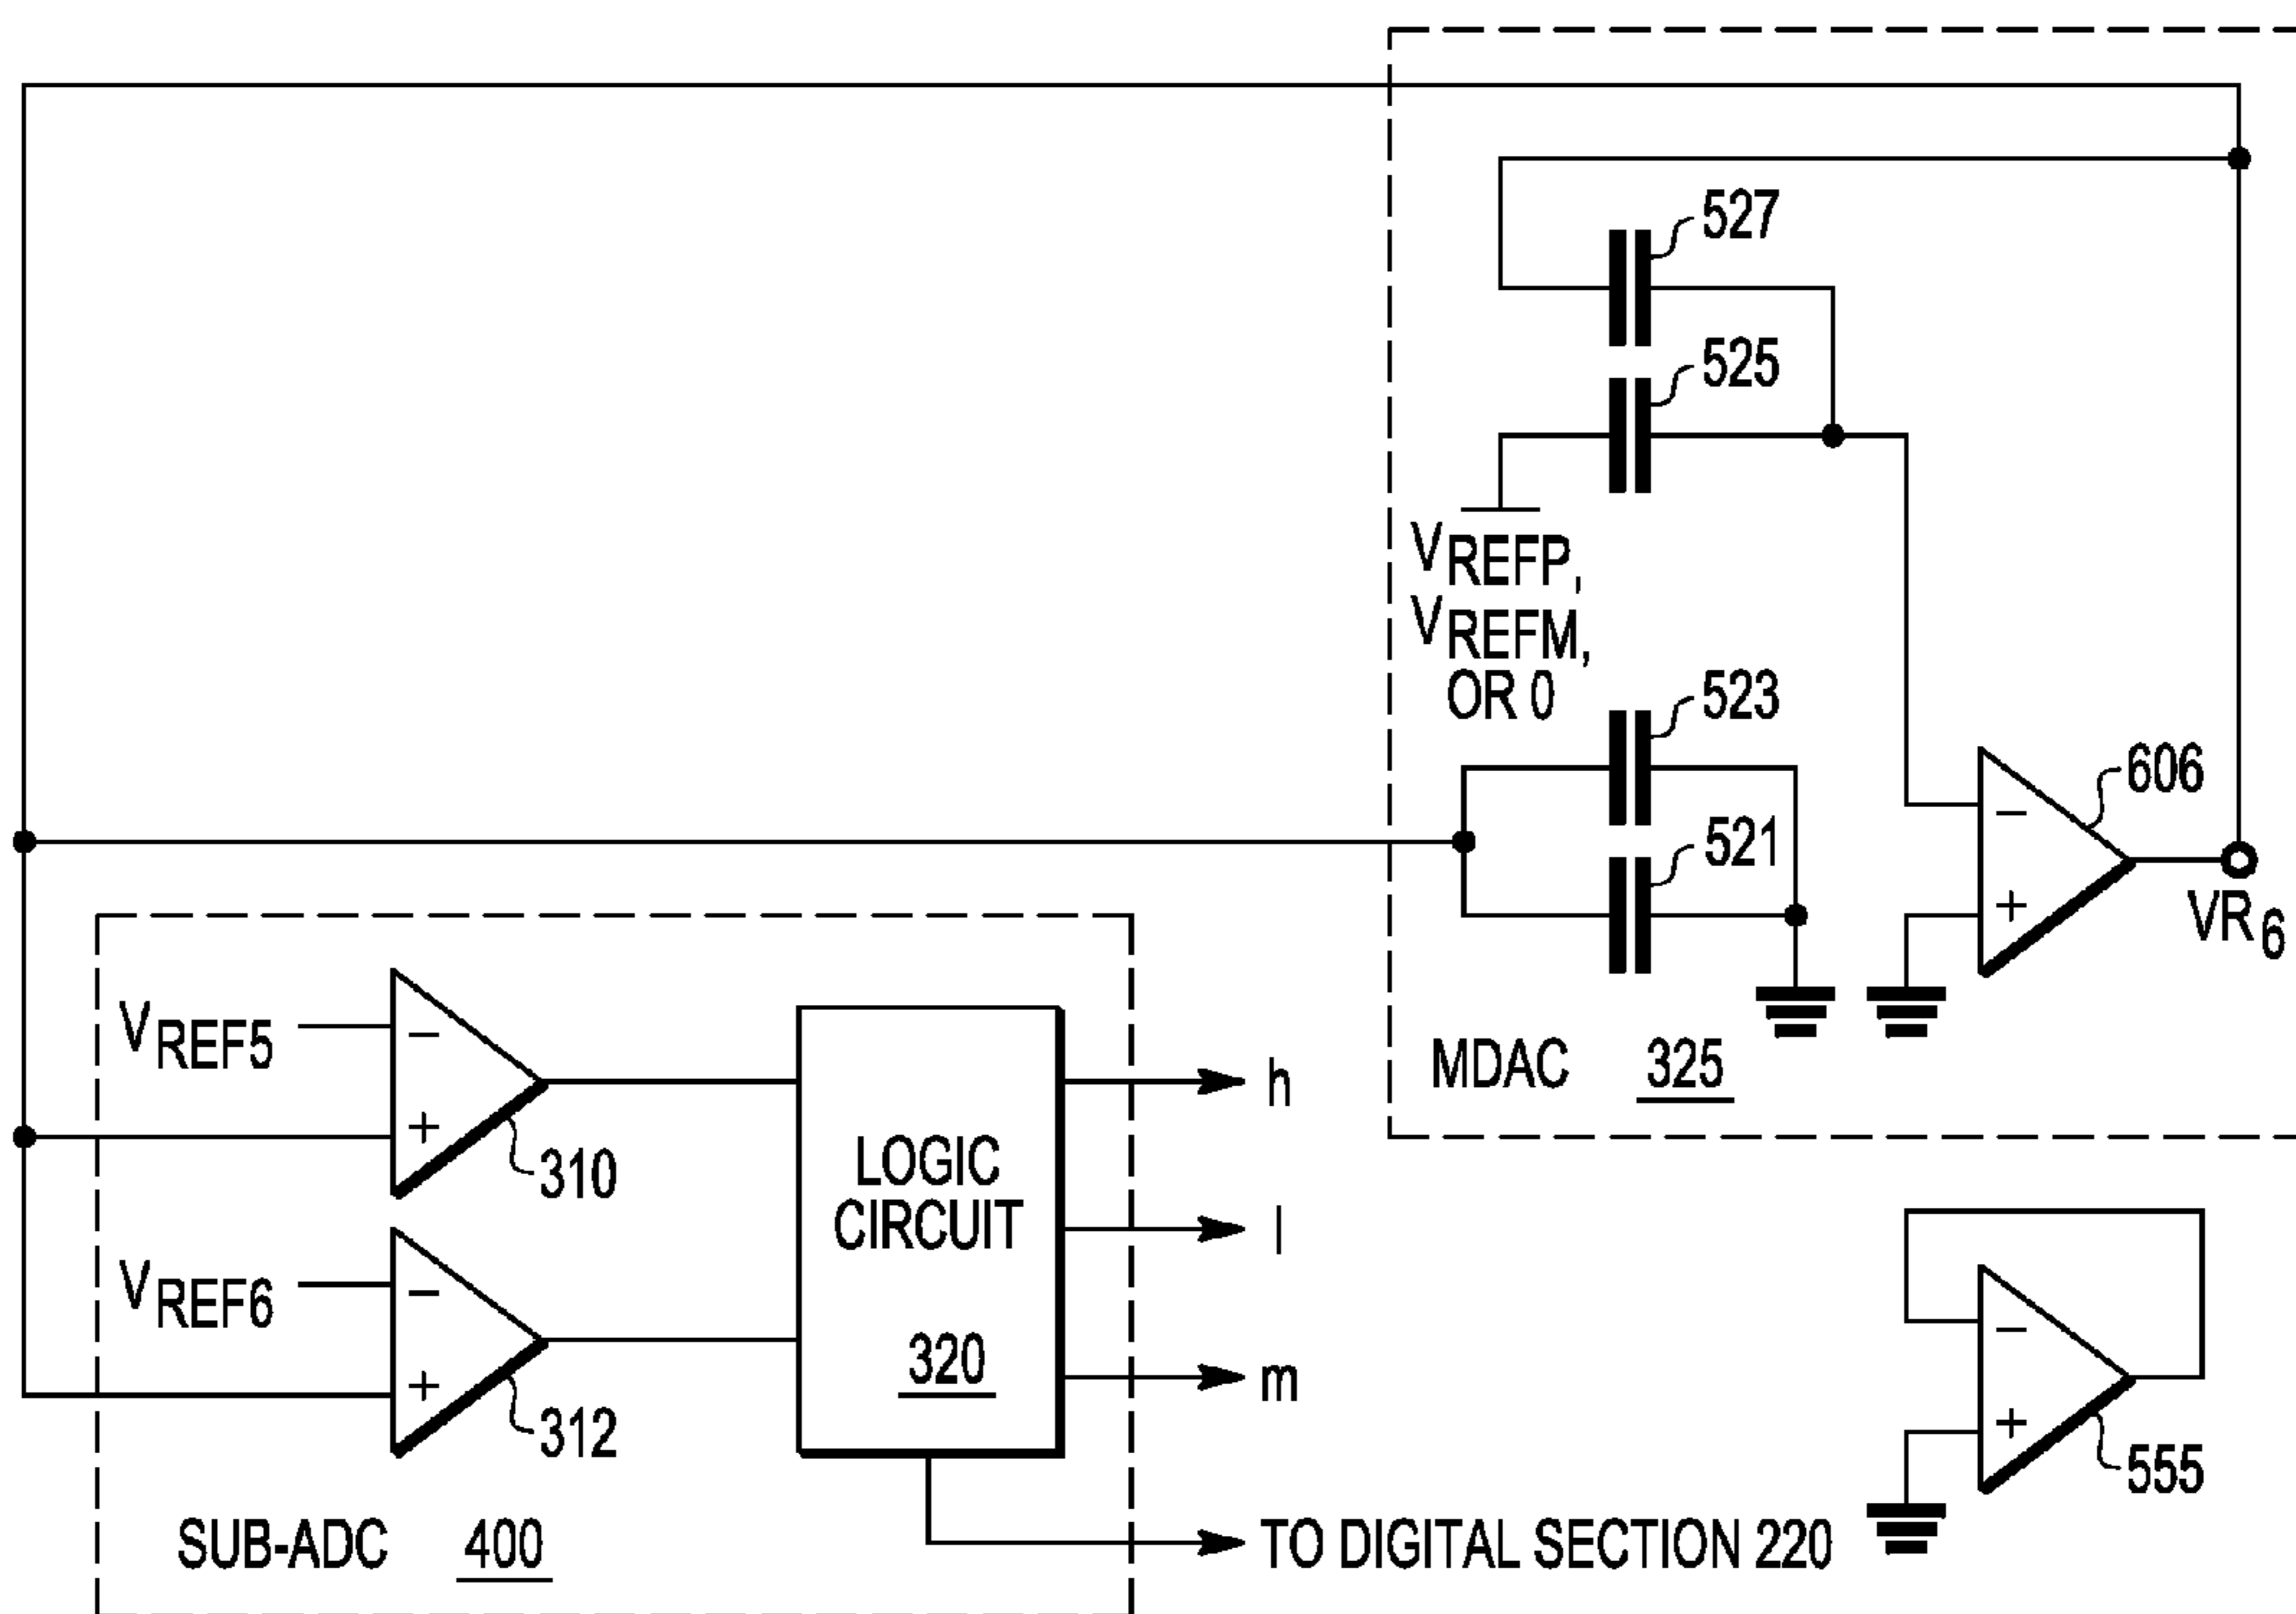 527
525
VREFP,
VREFM,
OR 0
523
521
606
−
+
VR6
MDAC 325
VREF5
−
+
310
VREF6
−
+
312
LOGIC
CIRCUIT
320
h
l
m
SUB-ADC 400
TO DIGITAL SECTION 220
−
+
555